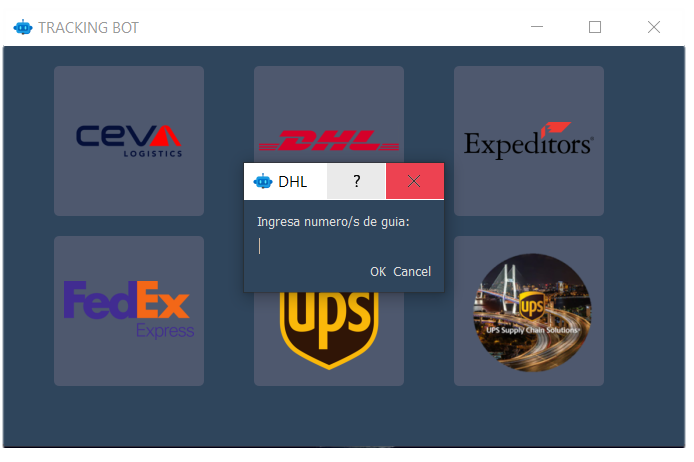 TRACKING BOT
CEVA
LOGISTICS
DHL
Expeditors®
DHL ?
Ingresa numero/s de guia:
OK Cancel
FedEx
Express
ups
ups
UPS Supply Chain Solutions®